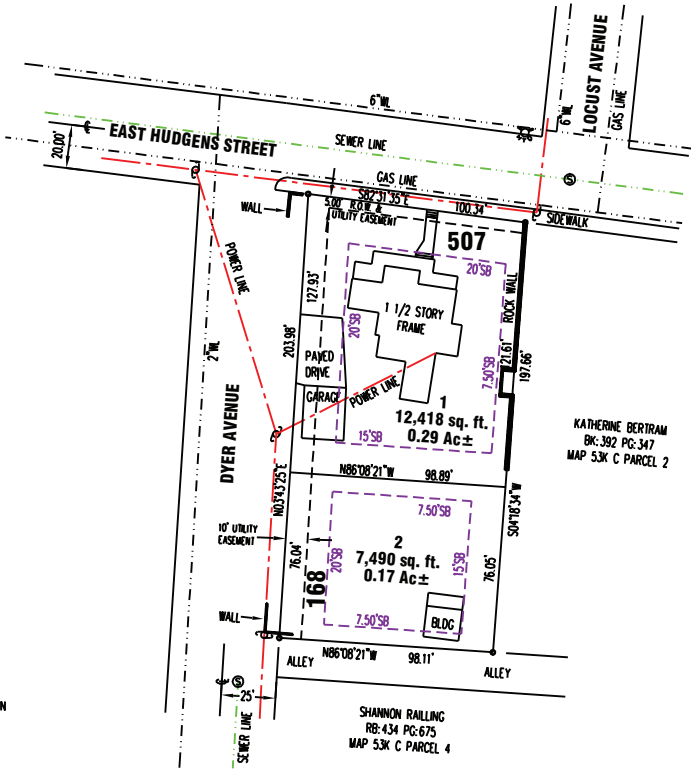 LOCUST AVENUE
GAS LINE
6"WL
6"WL
EAST HUDGENS STREET
20.00'
SEWER LINE
GAS LINE
S82°31'35"E
100.34
SIDEWALK
WALL
5.00' R.O.W. &
UTILITY EASEMENT
507
20'SB
POWER LINE
127.93'
203.98'
20'SB
1 1/2 STORY
FRAME
ROCK WALL
121.61'
197.66'
7.50'SB
2"WL
PAVED
DRIVE
GARAGE
POWER LINE
1
12,418 sq. ft.
0.29 Ac±
15'SB
KATHERINE BERTRAM
BK:392 PG:347
MAP 53K C PARCEL 2
DYER AVENUE
N03°43'25"E
N86°08'21"W
98.89'
S04°18'34"W
7.50'SB
10' UTILITY
EASEMENT
76.04'
20'SB
2
7,490 sq. ft.
0.17 Ac±
15'SB
76.05'
168
WALL
7.50'SB
BLDG
ALLEY
N86°08'21"W
98.11'
ALLEY
S
S
25'
SEWER LINE
N
SHANNON RAILLING
RB:434 PG:675
MAP 53K C PARCEL 4